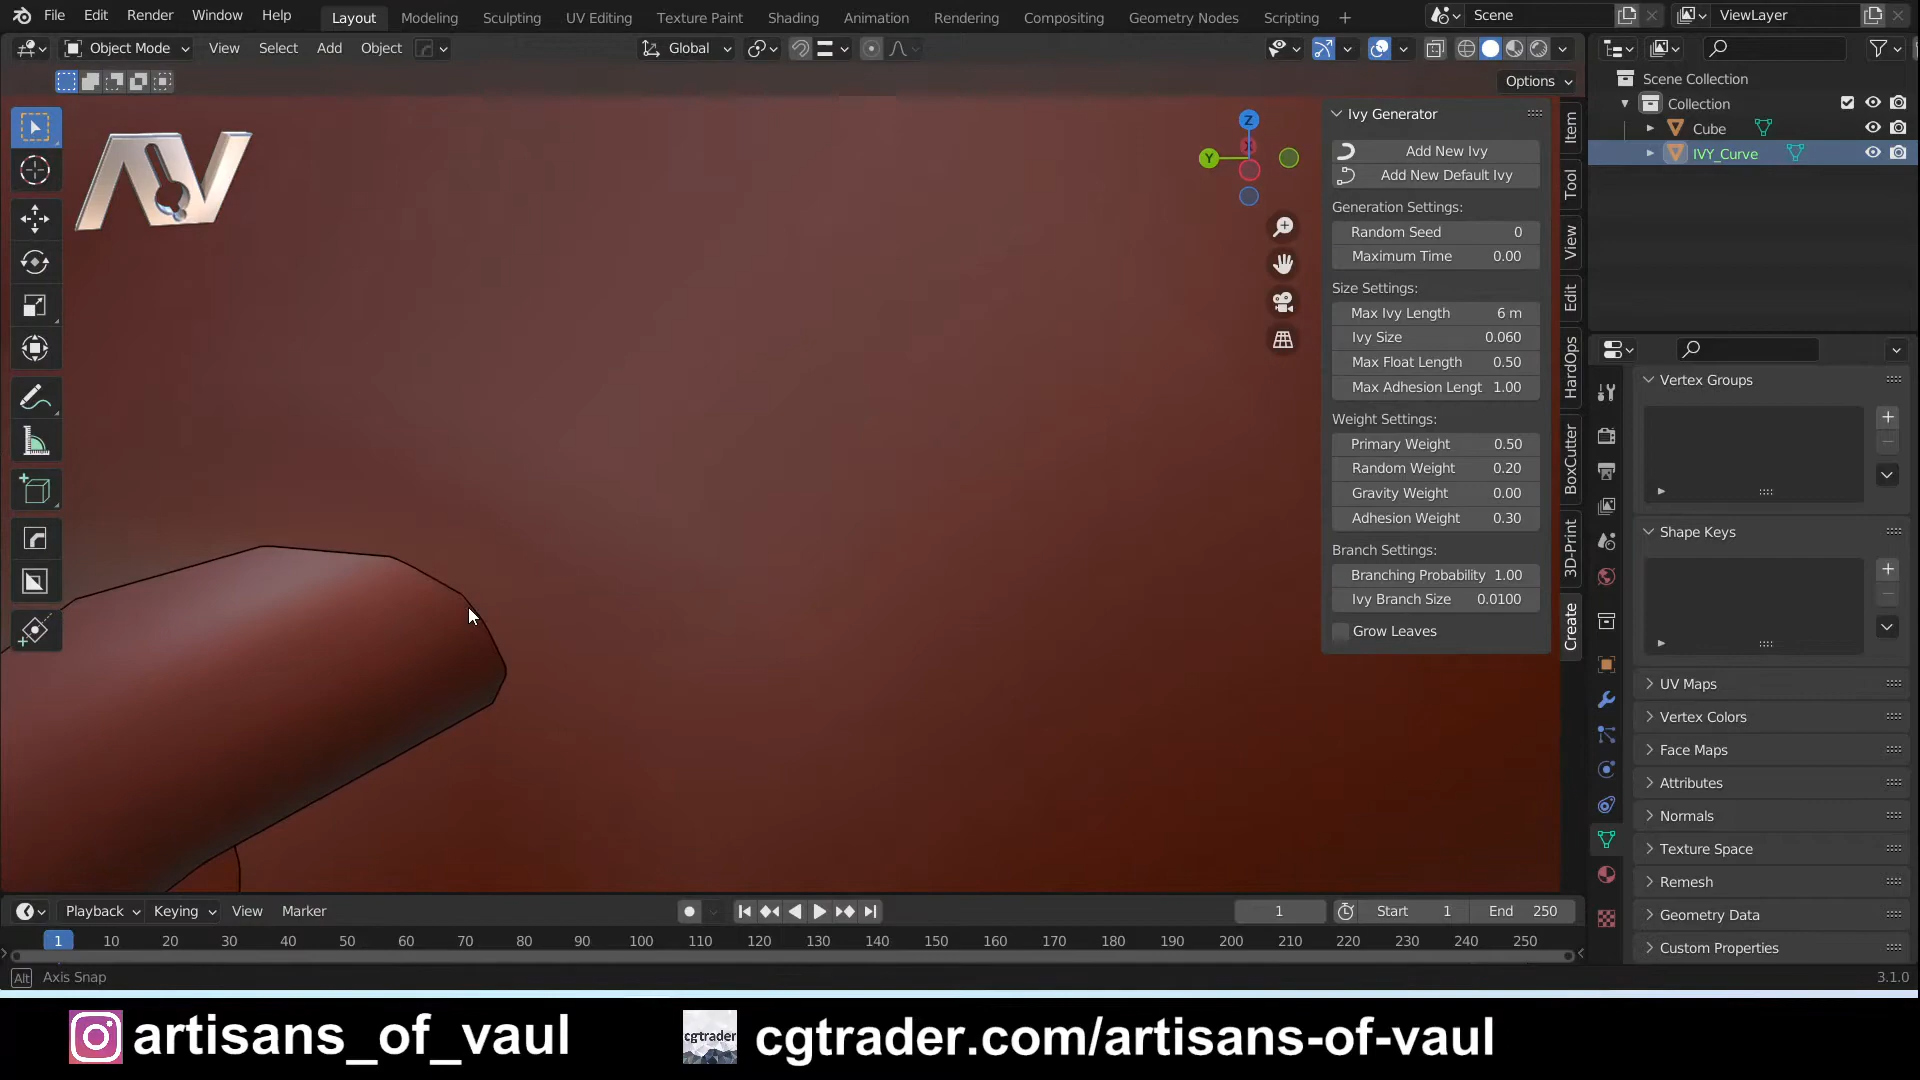 File Edit Render Window Help Layout Modeling Sculpting UV Editing Texture Paint Shading Animation Rendering Compositing Geometry Nodes Scripting + Scene ViewLayer
Object Mode View Select Add Object Global
Options
Scene Collection
Collection
Cube
IVY_Curve
AV
Ivy Generator
Add New Ivy
Add New Default Ivy
Generation Settings:
Random Seed 0
Maximum Time 0.00
Size Settings:
Max Ivy Length 6 m
Ivy Size 0.060
Max Float Length 0.50
Max Adhesion Lengt 1.00
Weight Settings:
Primary Weight 0.50
Random Weight 0.20
Gravity Weight 0.00
Adhesion Weight 0.30
Branch Settings:
Branching Probability 1.00
Ivy Branch Size 0.0100
Grow Leaves
Z
Y
Item
Tool
View
Edit
HardOps
BoxCutter
3D-Print
Create
Vertex Groups
Shape Keys
UV Maps
Vertex Colors
Face Maps
Attributes
Normals
Texture Space
Remesh
Geometry Data
Custom Properties
Playback Keying View Marker 1 Start 1 End 250
1 10 20 30 40 50 60 70 80 90 100 110 120 130 140 150 160 170 180 190 200 210 220 230 240 250
Alt Axis Snap 3.1.0
artisans_of_vaul cgtrader cgtrader.com/artisans-of-vaul